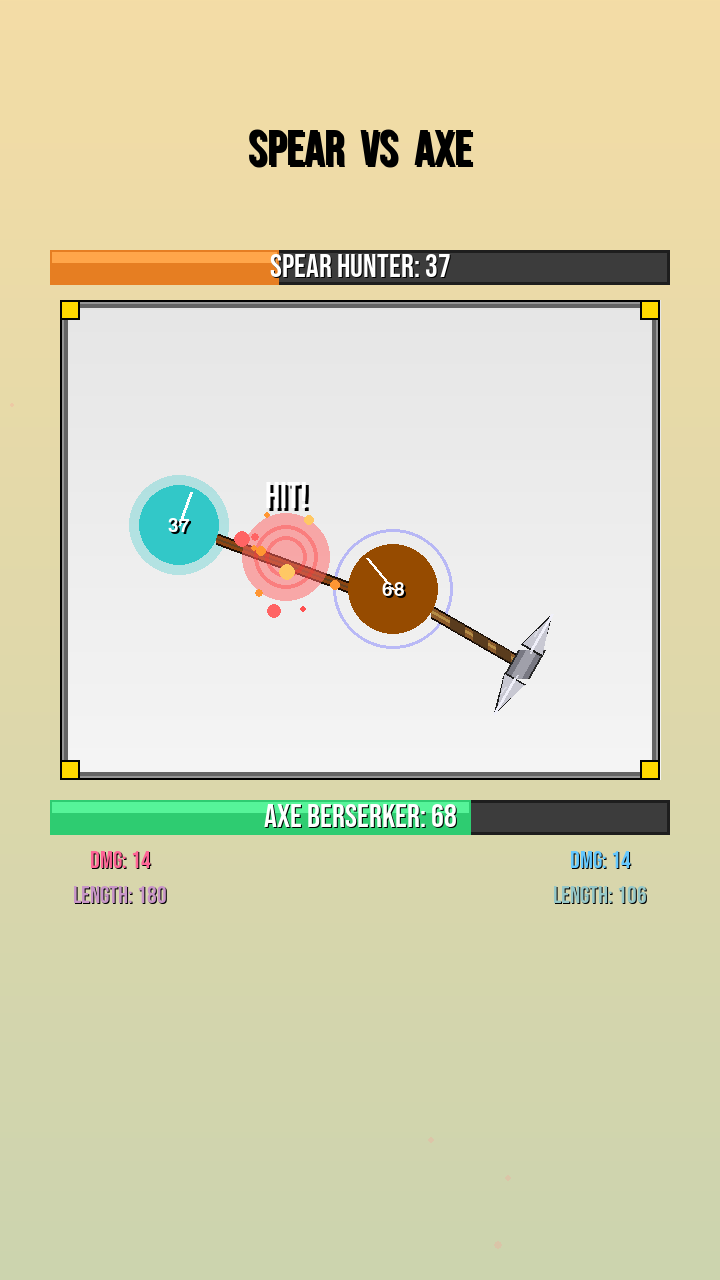 SPEAR VS AXE
SPEAR HUNTER: 37
HIT!
37
68
AXE BERSERKER: 68
DMG: 14
DMG: 14
LENGTH: 180
LENGTH: 106